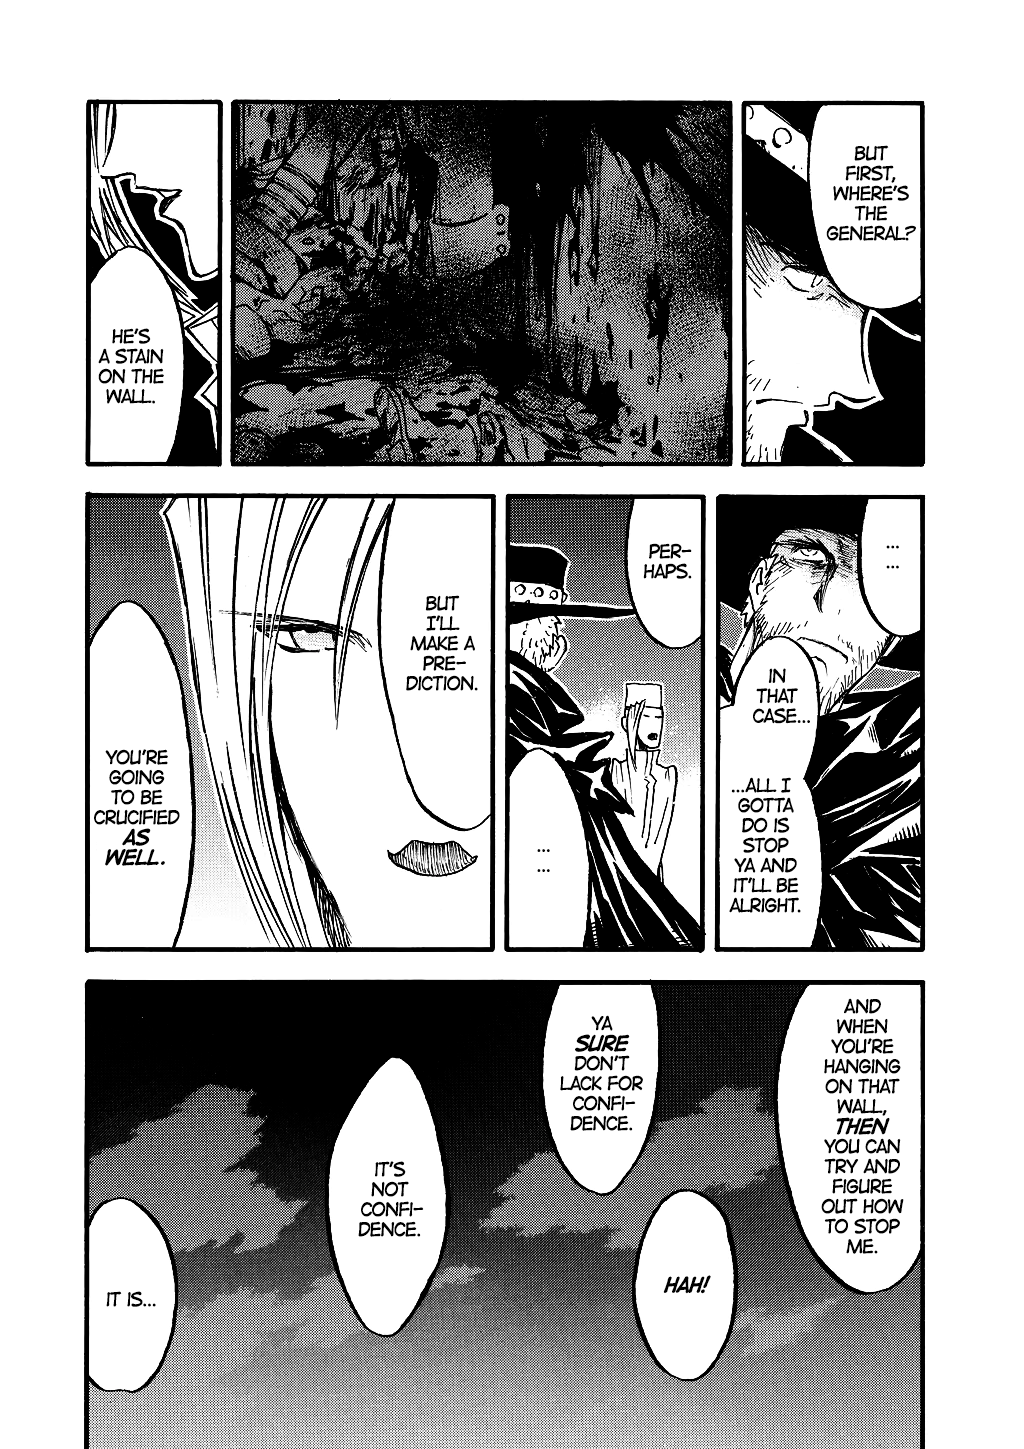 BUT
FIRST,
WHERE'S
THE
GENERAL?
HE'S
A STAIN
ON THE
WALL.
...
...
IN
THAT
CASE...
...ALL I
GOTTA
DO IS
STOP
YA AND
IT'LL BE
ALRIGHT.
PER-
HAPS.
...
...
BUT
I'LL
MAKE A
PRE-
DICTION.
YOU'RE
GOING
TO BE
CRUCIFIED
AS
WELL.
AND
WHEN
YOU'RE
HANGING
ON THAT
WALL,
THEN
YOU CAN
TRY AND
FIGURE
OUT HOW
TO STOP
ME.
HAH!
YA
SURE
DON'T
LACK FOR
CONFI-
DENCE.
IT'S
NOT
CONFI-
DENCE.
IT IS...